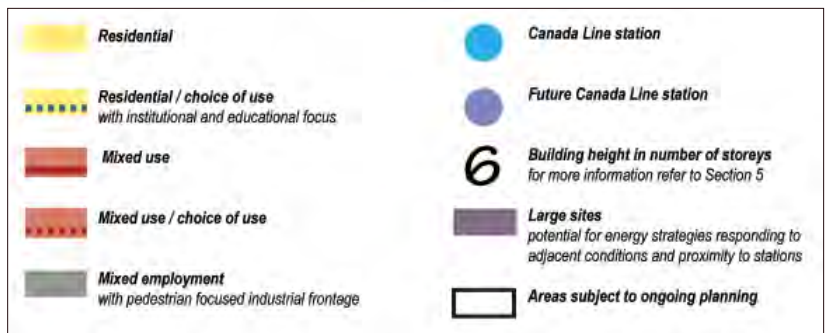 Residential
Residential / choice of use
with institutional and educational focus
Mixed use
Mixed use / choice of use
Mixed employment
with pedestrian focused industrial frontage
Canada Line station
Future Canada Line station
6
Building height in number of storeys
for more information refer to Section 5
Large sites
potential for energy strategies responding to
adjacent conditions and proximity to stations
Areas subject to ongoing planning